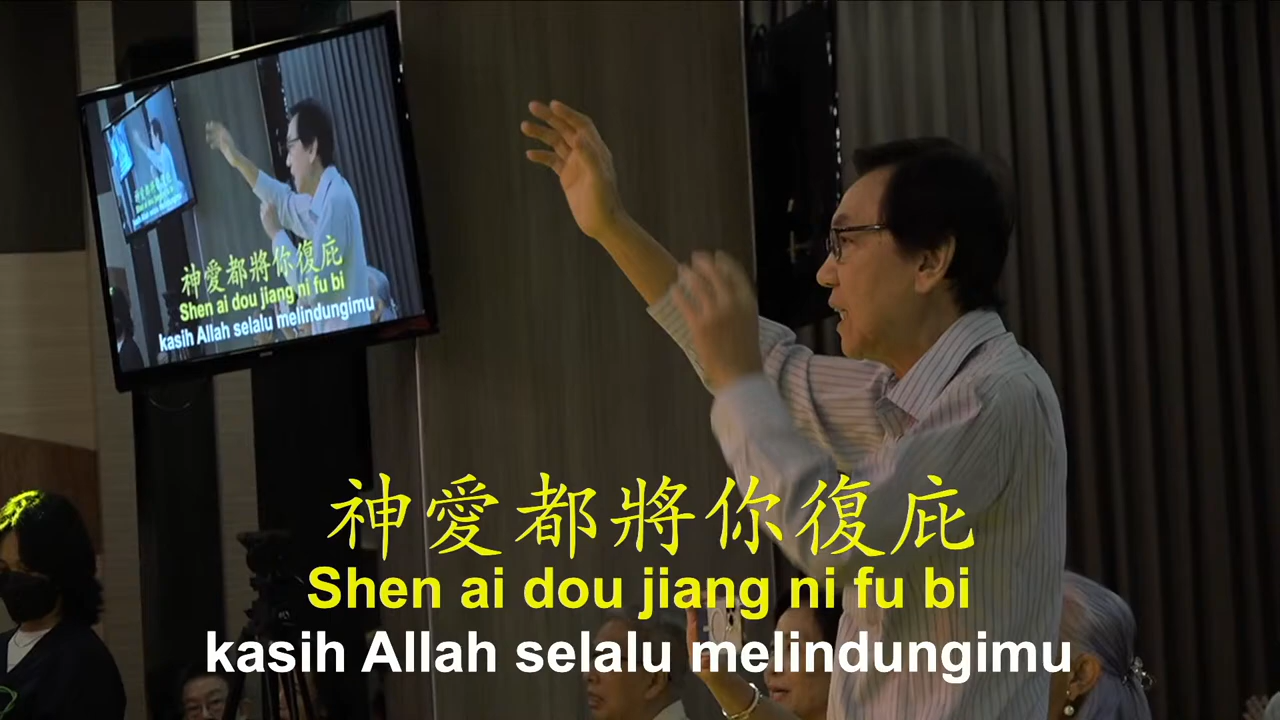 神愛都將你復庇
Shen ai dou jiang ni fu bi
kasih Allah selalu melindungimu
神愛都將你復庇
Shen ai dou jiang ni fu bi
kasih Allah selalu melindungimu